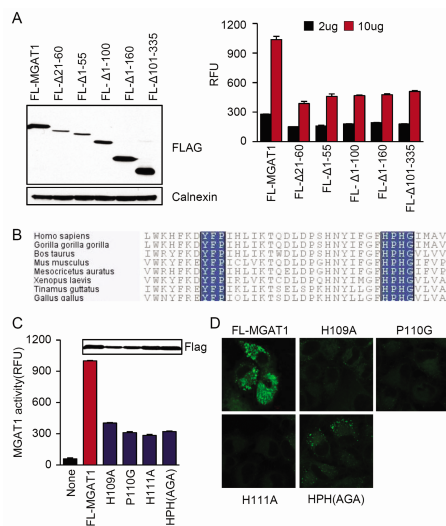 A
FL-MGAT1
FL-Δ21-60
FL-Δ1-55
FL- Δ1-100
FL-Δ1-160
FL-Δ101-335
FLAG
Calnexin
RFU
1200
900
600
300
0
2ug
10ug
FL-MGAT1
FL-Δ21-60
FL-Δ1-55
FL-Δ1-100
FL-Δ1-160
FL-Δ101-335
B
Homo sapiens LWKHFKDYFPIHLIKTQDLDPSHNYIFGFHPHGIMAV
Gorilla gorilla gorilla
Bos taurus
Mus musculus
Mesocricetus auratus
Xenopus laevis
Tinamus guttatus
Gallus gallus
C
MGAT1 activity(RFU)
1200
900
600
300
0
Flag
None
FL-MGAT1
H109A
P110G
H111A
HPH(AGA)
D
FL-MGAT1 H109A P110G
H111A HPH(AGA)